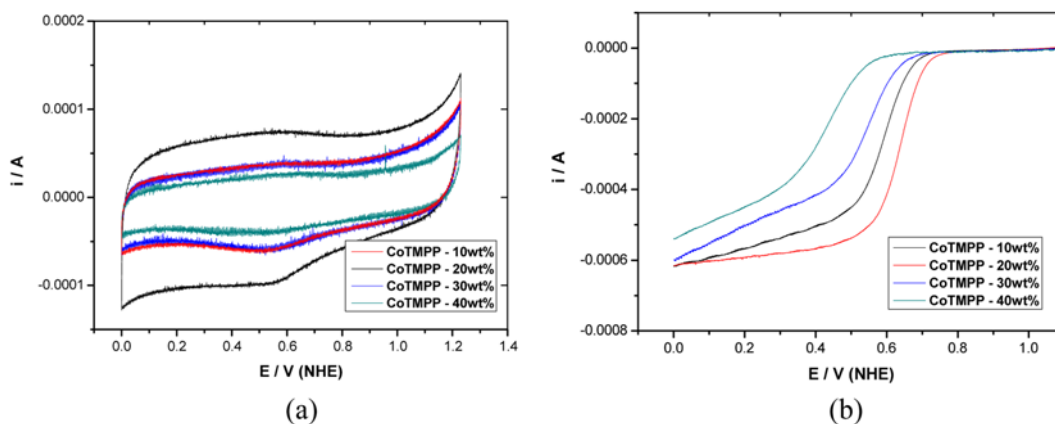 0.0002
0.0001
0.0000
-0.0001
i / A
0.0 0.2 0.4 0.6 0.8 1.0 1.2 1.4
E / V (NHE)
CoTMPP - 10wt%
CoTMPP - 20wt%
CoTMPP - 30wt%
CoTMPP - 40wt%
(a)
0.0000
-0.0002
-0.0004
-0.0006
-0.0008
i / A
0.0 0.2 0.4 0.6 0.8 1.0
E / V (NHE)
CoTMPP - 10wt%
CoTMPP - 20wt%
CoTMPP - 30wt%
CoTMPP - 40wt%
(b)